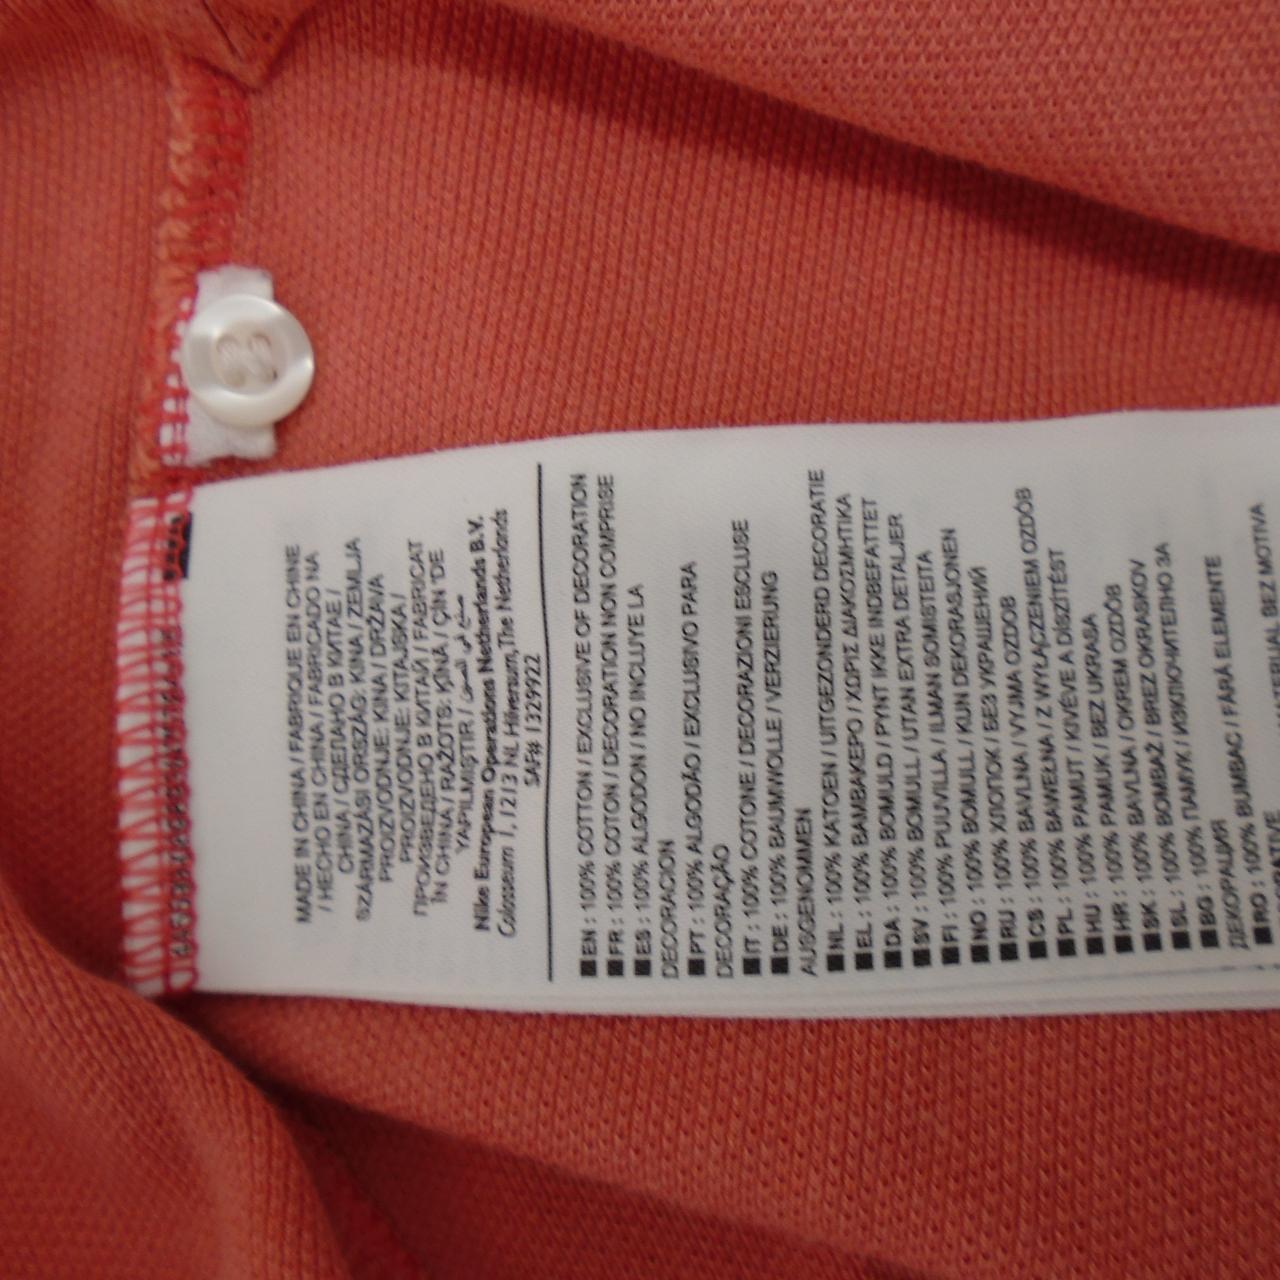 MADE IN CHINA / FABRIQUE EN CHINE
/ HECHO EN CHINA / FABRICADO NA
CHINA / СДЕЛАНО В КИТАЕ /
SZÁRMAZÁSI ORSZÁG: KINA / ZEMLJA
PROIZVODNJE: KINA / DRŽAVA
PROIZVODNJE: KITAJSKA /
ПРОИЗВЕДЕНО В КИТАЙ / FABRICAT
ÎN CHINA / RAŽOTS: ĶĪNA / ÇİN 'DE
YAPILMIŞTIR / صنع في الصين
Nike European Operations Netherlands B.V.
Colosseum 1, 1213 NL Hilversum, The Netherlands
SAF# 1329922
EN : 100% COTTON / EXCLUSIVE OF DECORATION
FR : 100% COTON / DECORATION NON COMPRISE
ES : 100% ALGODON / NO INCLUYE LA
DECORACION
PT : 100% ALGODÃO / EXCLUSIVO PARA
DECORAÇÃO
IT : 100% COTONE / DECORAZIONI ESCLUSE
DE : 100% BAUMWOLLE / VERZIERUNG
AUSGENOMMEN
NL : 100% KATOEN / UITGEZONDERD DECORATIE
EL : 100% ΒΑΜΒΑΚΕΡΟ / ΧΩΡΙΣ ΔΙΑΚΟΣΜΗΤΙΚΑ
DA : 100% BOMULD / PYNT IKKE INDBEFATTET
SV : 100% BOMULL / UTAN EXTRA DETALJER
FI : 100% PUUVILLA / ILMAN SOMISTEITA
NO : 100% BOMULL / KUN DEKORASJONEN
RU : 100% ХЛОПОК / БЕЗ УКРАШЕНИЙ
CS : 100% BAVLNA / VYJMA OZDOB
PL : 100% BAWEŁNA / Z WYŁĄCZENIEM OZDÓB
HU : 100% PAMUT / KIVÉVE A DÍSZÍTÉST
HR : 100% PAMUK / BEZ UKRASA
SK : 100% BAVLNA / OKREM OZDÔB
SL : 100% BOMBAŽ / BREZ OKRASKOV
BG : 100% ПАМУК / ИЗКЛЮЧИТЕЛНО ЗА
ДЕКОРАЦИЯ
RO : 100% BUMBAC / FĂRĂ ELEMENTE
BEZ MOTIVA